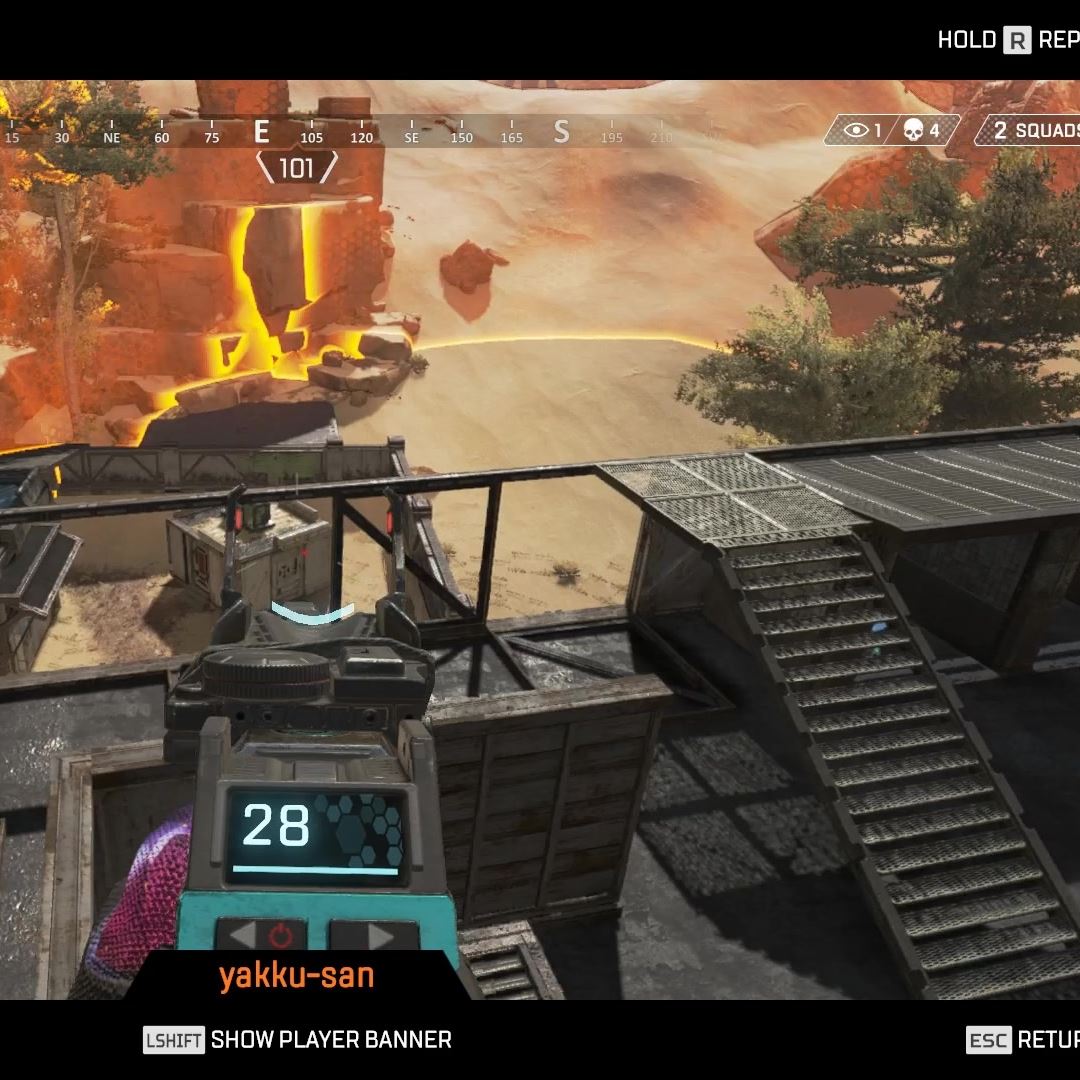 HOLD R REP
15 30 NE 60 75 E 105 120 SE 150 165 S 195 210
101
1 4 2 SQUADS
28
yakku-san
LSHIFT SHOW PLAYER BANNER
ESC RETUR